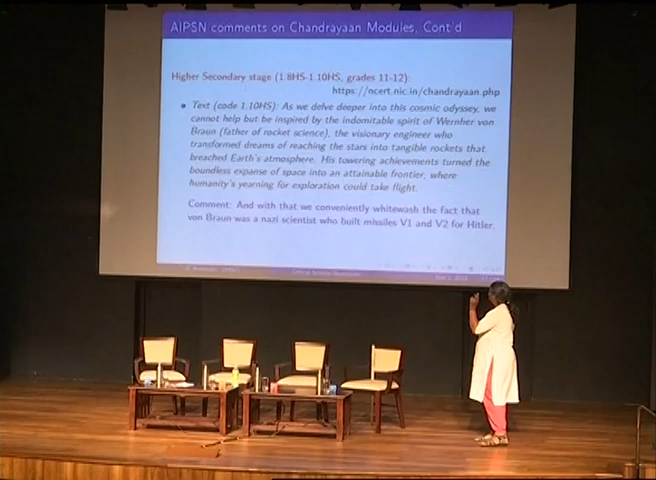 AIPSN comments on Chandrayaan Modules, Cont'd
Higher Secondary stage (1.8HS-1.10HS, grades 11-12):
https://ncert.nic.in/chandrayaan.php
Text (code 1.10HS): As we delve deeper into this cosmic odyssey, we
cannot help but be inspired by the indomitable spirit of Wernher von
Braun (father of rocket science), the visionary engineer who
transformed dreams of reaching the stars into tangible rockets that
breached Earth's atmosphere. His towering achievements turned the
boundless expanse of space into an attainable frontier, where
humanity's yearning for exploration could take flight.
Comment: And with that we conveniently whitewash the fact that
von Braun was a nazi scientist who built missiles V1 and V2 for Hitler.